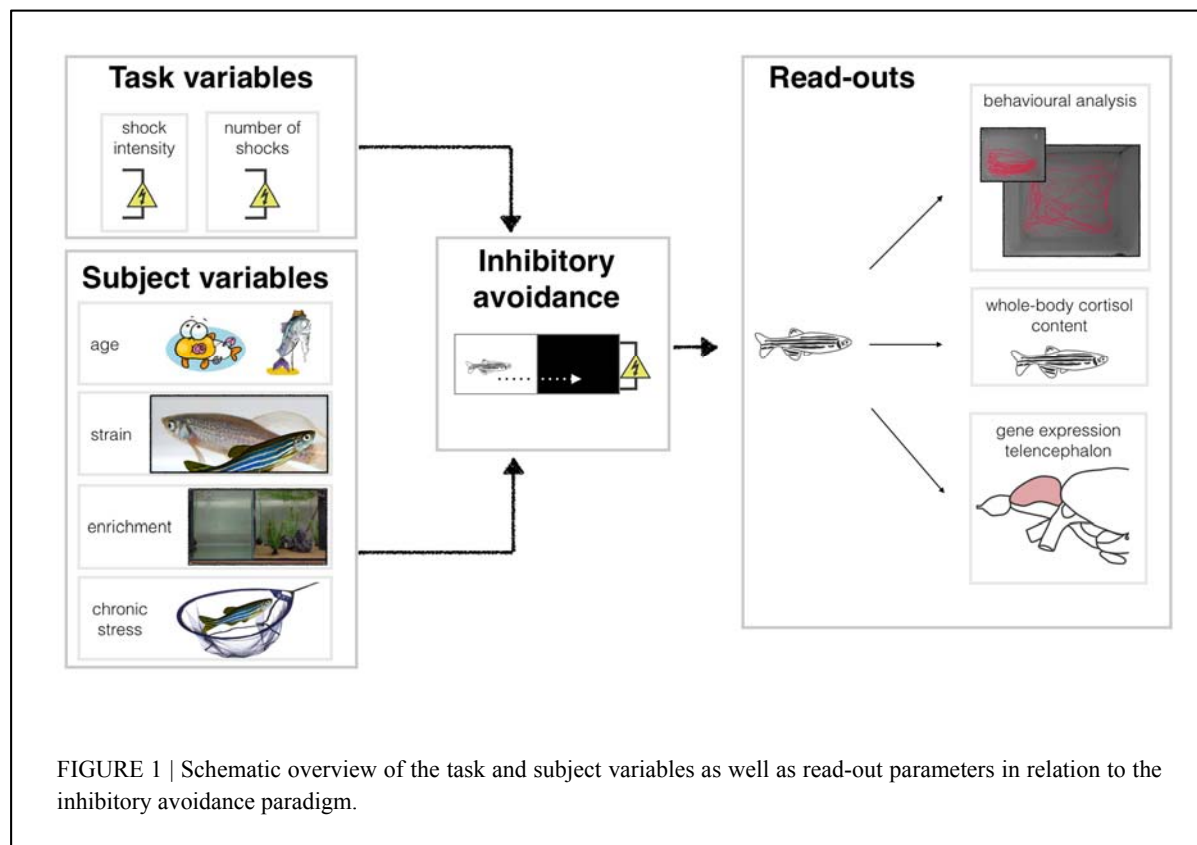 Task variables
shock
intensity
number of
shocks
Subject variables
age
strain
enrichment
chronic
stress
Inhibitory
avoidance
Read-outs
behavioural analysis
whole-body cortisol
content
gene expression
telencephalon
FIGURE 1 | Schematic overview of the task and subject variables as well as read-out parameters in relation to the
inhibitory avoidance paradigm.